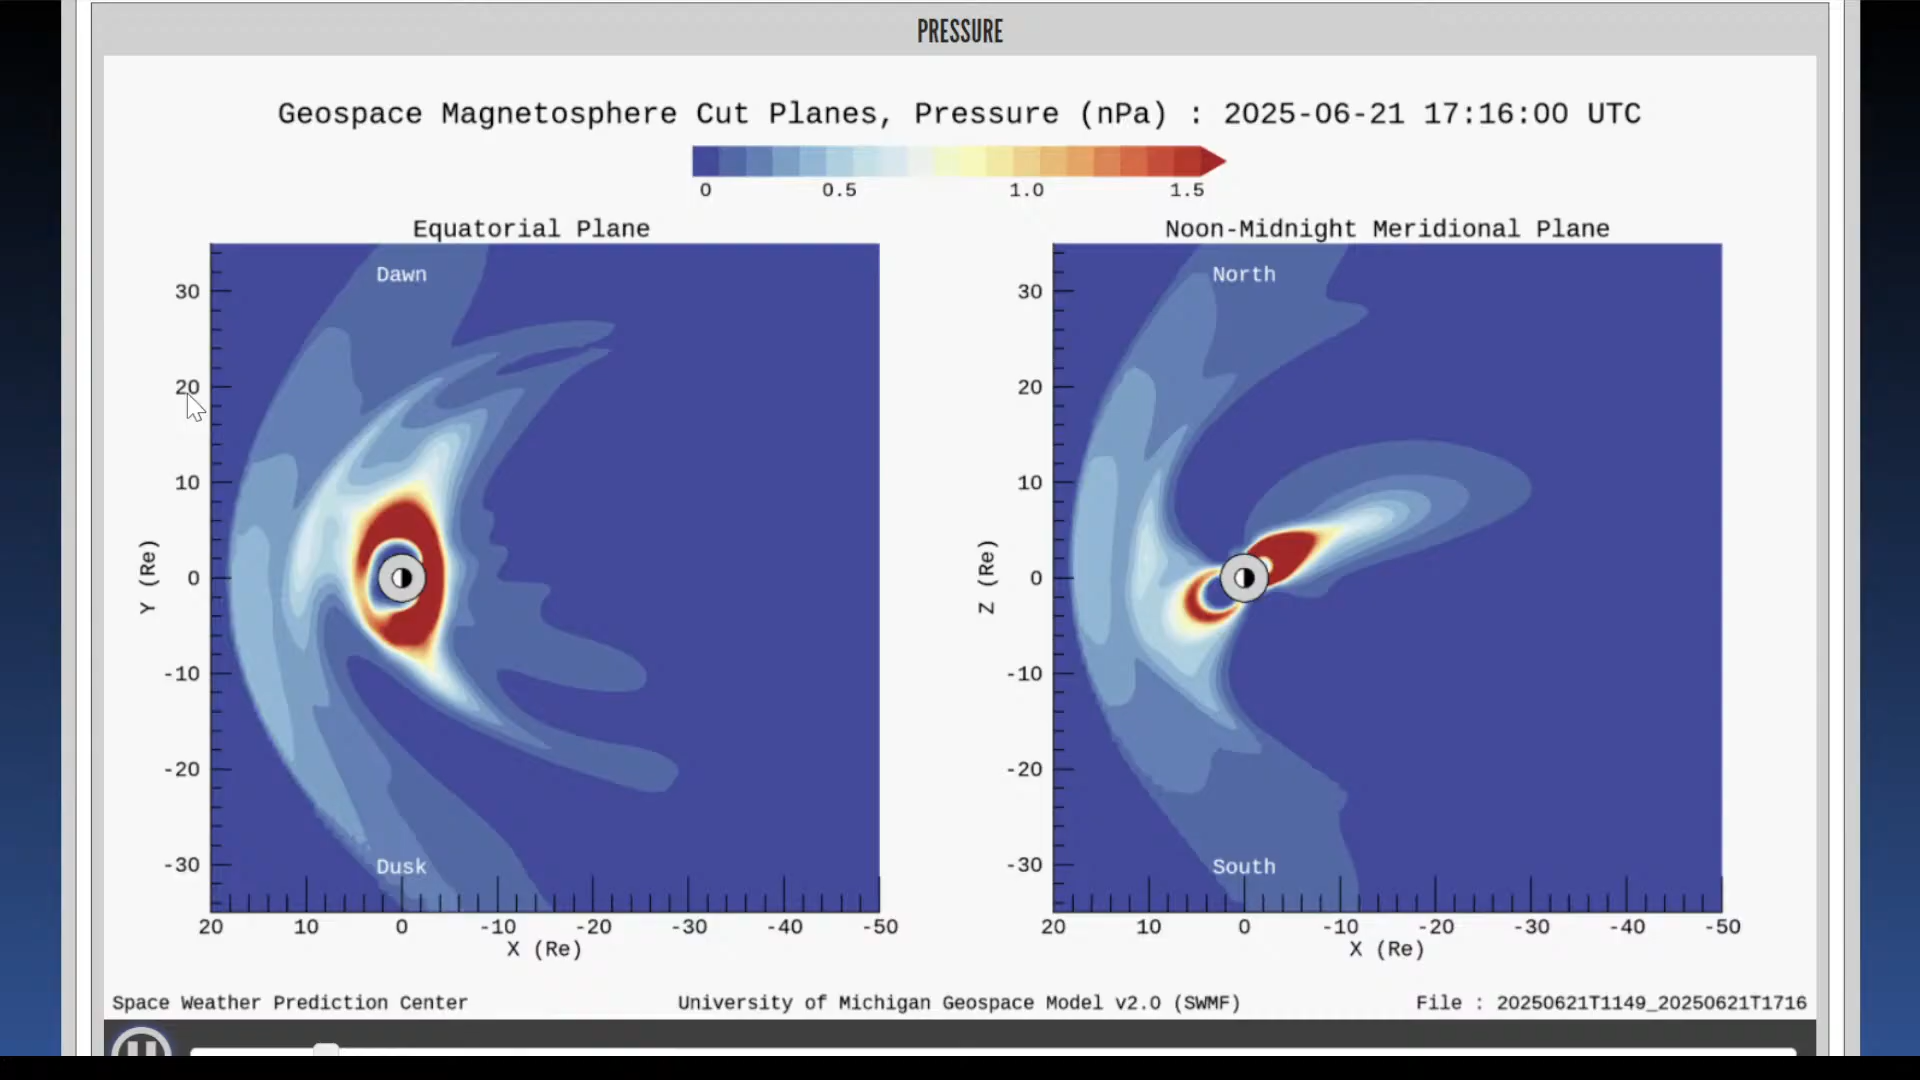 PRESSURE
Geospace Magnetosphere Cut Planes, Pressure (nPa) : 2025-06-21 17:16:00 UTC
0 0.5 1.0 1.5
Equatorial Plane
Dawn
30
20
10
0
-10
-20
-30
Y (Re)
Dusk
20 10 0 -10 -20 -30 -40 -50
X (Re)
Noon-Midnight Meridional Plane
North
30
20
10
0
-10
-20
-30
Z (Re)
South
20 10 0 -10 -20 -30 -40 -50
X (Re)
Space Weather Prediction Center
University of Michigan Geospace Model v2.0 (SWMF)
File : 20250621T1149_20250621T1716